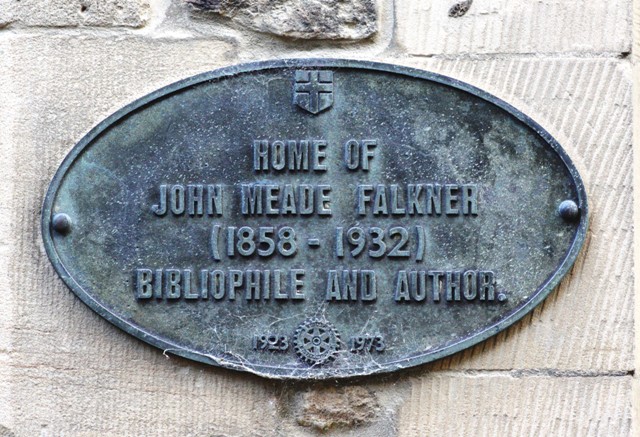 HOME OF
JOHN MEADE FALKNER
(1858 - 1932)
BIBLIOPHILE AND AUTHOR.
1923 1973